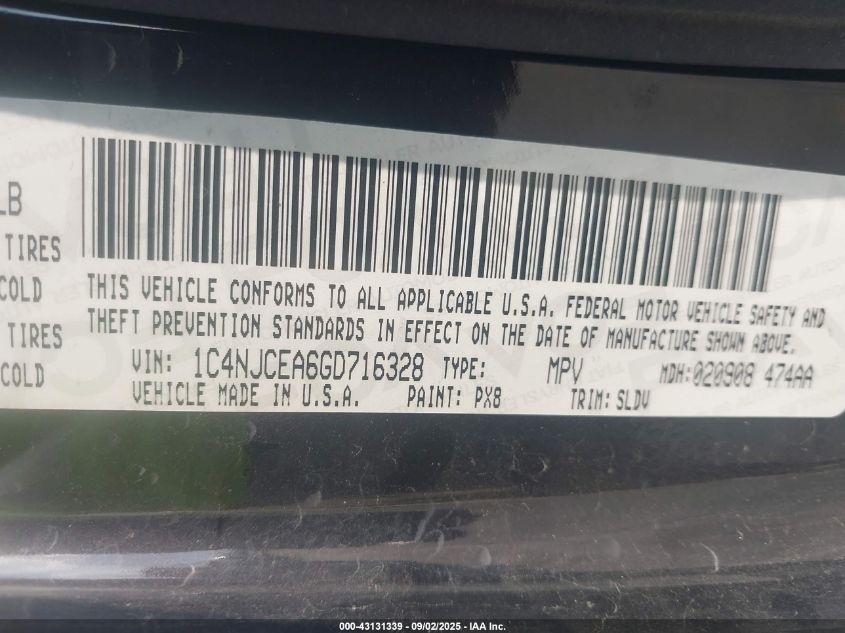 LB
TIRES
COLD
TIRES
COLD
THIS VEHICLE CONFORMS TO ALL APPLICABLE U.S.A. FEDERAL MOTOR VEHICLE SAFETY AND
THEFT PREVENTION STANDARDS IN EFFECT ON THE DATE OF MANUFACTURE SHOWN ABOVE.
VIN: 1C4NJCEA6GD716328 TYPE: MPV MDH:020908 474AA
VEHICLE MADE IN U.S.A. PAINT: PX8 TRIM: SLDV
000-43131339 - 09/02/2025 - IAA Inc.